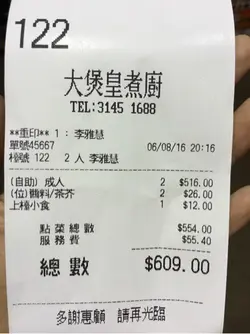 122
大煲皇煮廚
TEL:3145 1688
**重印** 1 : 李雅慧
單號45667 06/08/16 20:16
枱號 122 2 人 李雅慧
(自助) 成人 2 $516.00
(位)醬料/茶芥 2 $26.00
上檯小食 1 $12.00
點菜總數 $554.00
服務費 $55.40
總數 $609.00
多謝惠顧 請再光臨